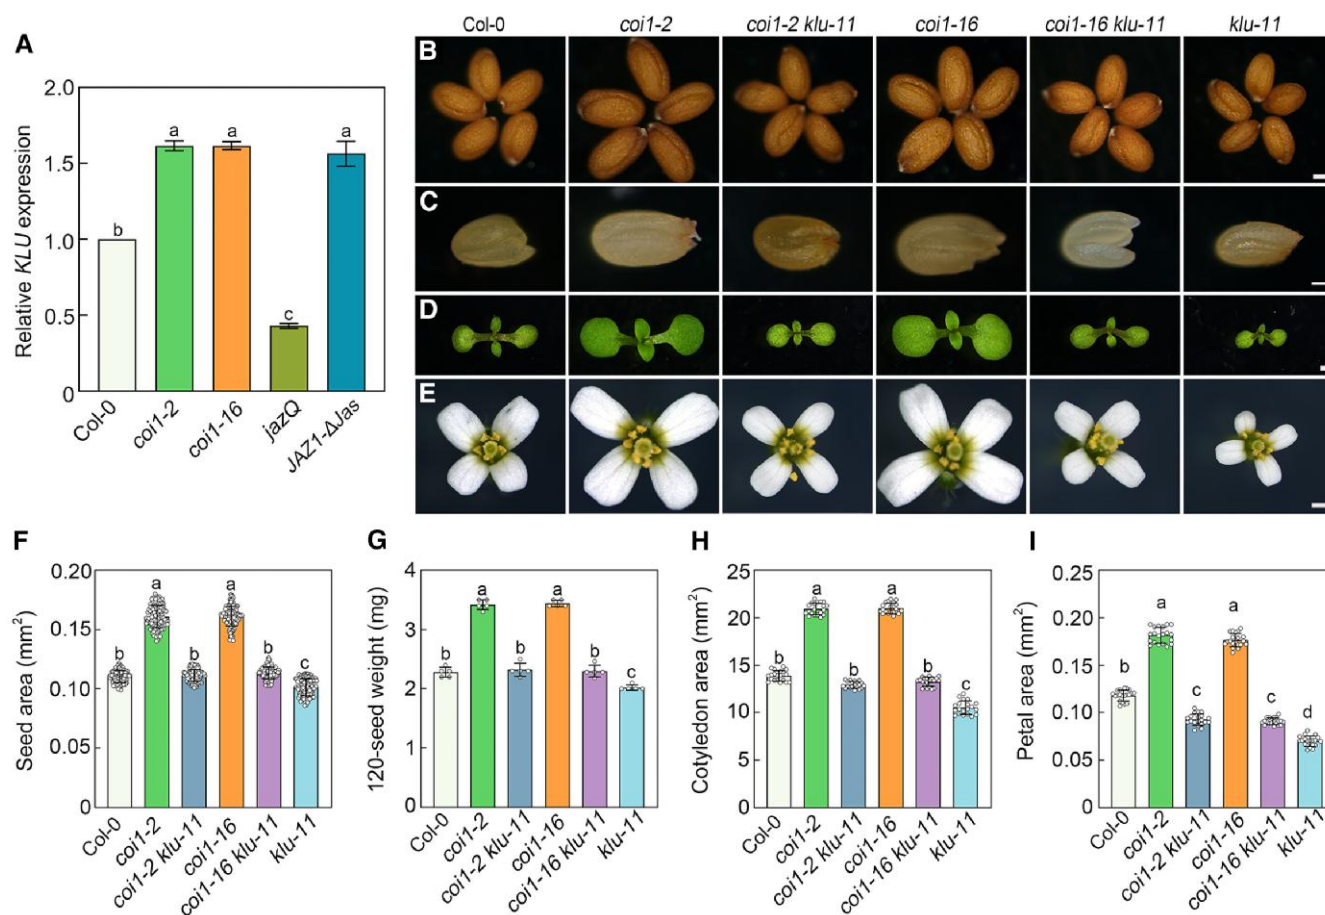 Col-0 coi1-2 coi1-2 klu-11 coi1-16 coi1-16 klu-11 klu-11
A
Relative KLU expression
2.0
1.5
1.0
0.5
0
b
a
a
c
a
Col-0
coi1-2
coi1-16
jazQ
JAZ1-ΔJas
B
C
D
E
F
Seed area (mm²)
0.20
0.15
0.10
0.05
0
b
a
b
a
b
c
Col-0
coi1-2
coi1-2 klu-11
coi1-16
coi1-16 klu-11
klu-11
G
120-seed weight (mg)
4
3
2
1
0
b
a
b
a
b
c
Col-0
coi1-2
coi1-2 klu-11
coi1-16
coi1-16 klu-11
klu-11
H
Cotyledon area (mm²)
25
20
15
10
5
0
b
a
b
a
b
c
Col-0
coi1-2
coi1-2 klu-11
coi1-16
coi1-16 klu-11
klu-11
I
Petal area (mm²)
0.25
0.20
0.15
0.10
0.05
0.00
b
a
c
a
c
d
Col-0
coi1-2
coi1-2 klu-11
coi1-16
coi1-16 klu-11
klu-11